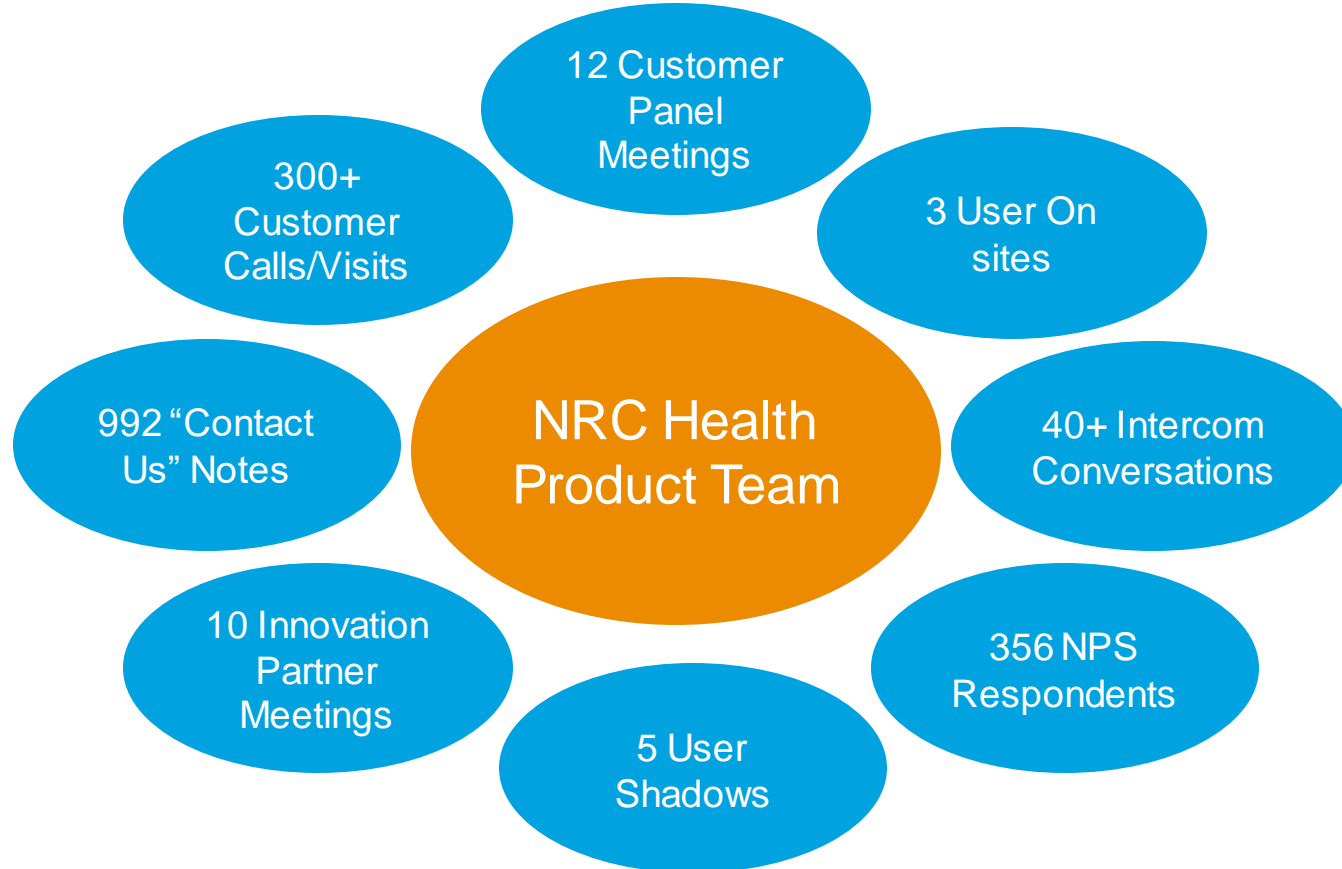 12 Customer
Panel
Meetings
300+
Customer
Calls/Visits
3 User On
sites
992 “Contact
Us” Notes
NRC Health
Product Team
40+ Intercom
Conversations
10 Innovation
Partner
Meetings
356 NPS
Respondents
5 User
Shadows